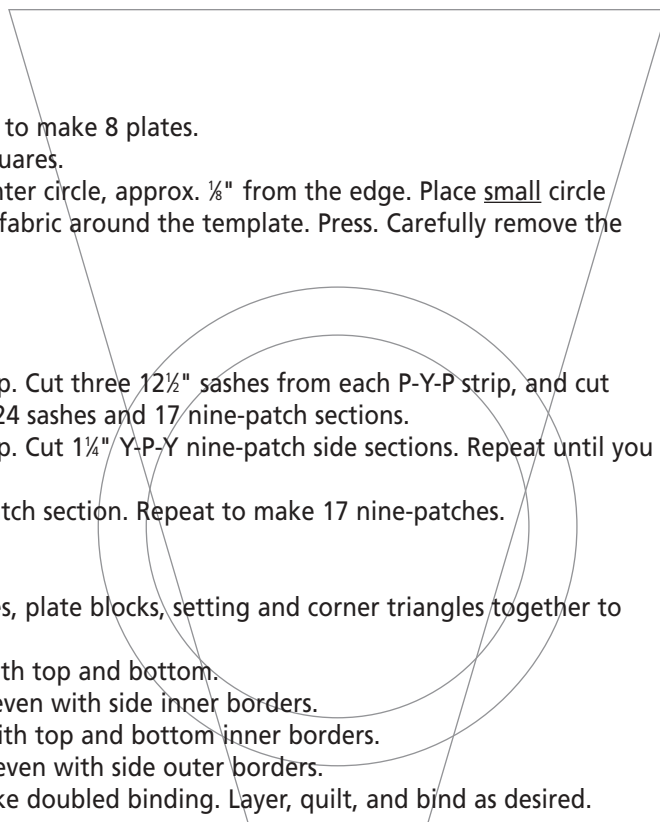 to make 8 plates.
uares.
nter circle, approx. ⅛" from the edge. Place small circle
fabric around the template. Press. Carefully remove the
p. Cut three 12½" sashes from each P-Y-P strip, and cut
24 sashes and 17 nine-patch sections.
p. Cut 1¼" Y-P-Y nine-patch side sections. Repeat until you
tch section. Repeat to make 17 nine-patches.
es, plate blocks, setting and corner triangles together to
ith top and bottom.
even with side inner borders.
ith top and bottom inner borders.
even with side outer borders.
ke doubled binding. Layer, quilt, and bind as desired.